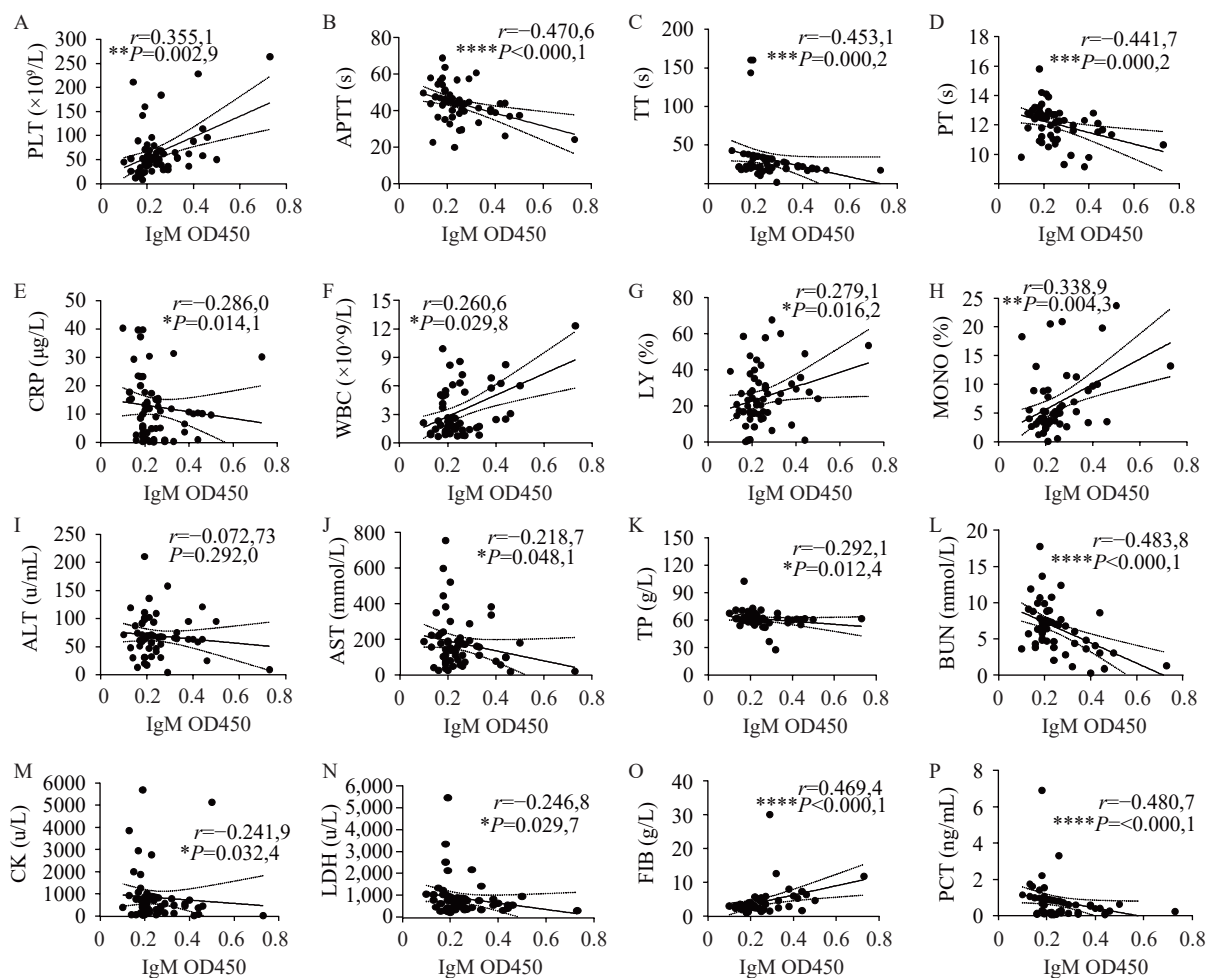 A
r=0.355,1
**P=0.002,9
PLT (×10⁹/L)
300
250
200
150
100
50
0
0 0.2 0.4 0.6 0.8
IgM OD450
B
r=−0.470,6
****P<0.000,1
APTT (s)
80
60
40
20
0
0 0.2 0.4 0.6 0.8
IgM OD450
C
r=−0.453,1
***P=0.000,2
TT (s)
200
150
100
50
0
0 0.2 0.4 0.6 0.8
IgM OD450
D
r=−0.441,7
***P=0.000,2
PT (s)
18
16
14
12
10
0 0.2 0.4 0.6 0.8
IgM OD450
E
r=−0.286,0
*P=0.014,1
CRP (μg/L)
50
40
30
20
10
0
0 0.2 0.4 0.6 0.8
IgM OD450
F
r=0.260,6
*P=0.029,8
WBC (×10^9/L)
15
12
9
6
3
0
0 0.2 0.4 0.6 0.8
IgM OD450
G
r=0.279,1
*P=0.016,2
LY (%)
80
60
40
20
0
0 0.2 0.4 0.6 0.8
IgM OD450
H
r=0.338,9
**P=0.004,3
MONO (%)
25
20
15
10
5
0
0 0.2 0.4 0.6 0.8
IgM OD450
I
r=−0.072,73
P=0.292,0
ALT (u/mL)
250
200
150
100
50
0
0 0.2 0.4 0.6 0.8
IgM OD450
J
r=−0.218,7
*P=0.048,1
AST (mmol/L)
800
600
400
200
0
0 0.2 0.4 0.6 0.8
IgM OD450
K
r=−0.292,1
*P=0.012,4
TP (g/L)
150
120
90
60
30
0
0 0.2 0.4 0.6 0.8
IgM OD450
L
r=−0.483,8
****P<0.000,1
BUN (mmol/L)
20
15
10
5
0
0 0.2 0.4 0.6 0.8
IgM OD450
M
r=−0.241,9
*P=0.032,4
CK (u/L)
6000
5000
4000
3000
2000
1000
0
0 0.2 0.4 0.6 0.8
IgM OD450
N
r=−0.246,8
*P=0.029,7
LDH (u/L)
6,000
5,000
4,000
3,000
2,000
1,000
0
0 0.2 0.4 0.6 0.8
IgM OD450
O
r=0.469,4
****P<0.000,1
FIB (g/L)
40
30
20
10
0
0 0.2 0.4 0.6 0.8
IgM OD450
P
r=−0.480,7
****P=<0.000,1
PCT (ng/mL)
8
6
4
2
0
0 0.2 0.4 0.6 0.8
IgM OD450